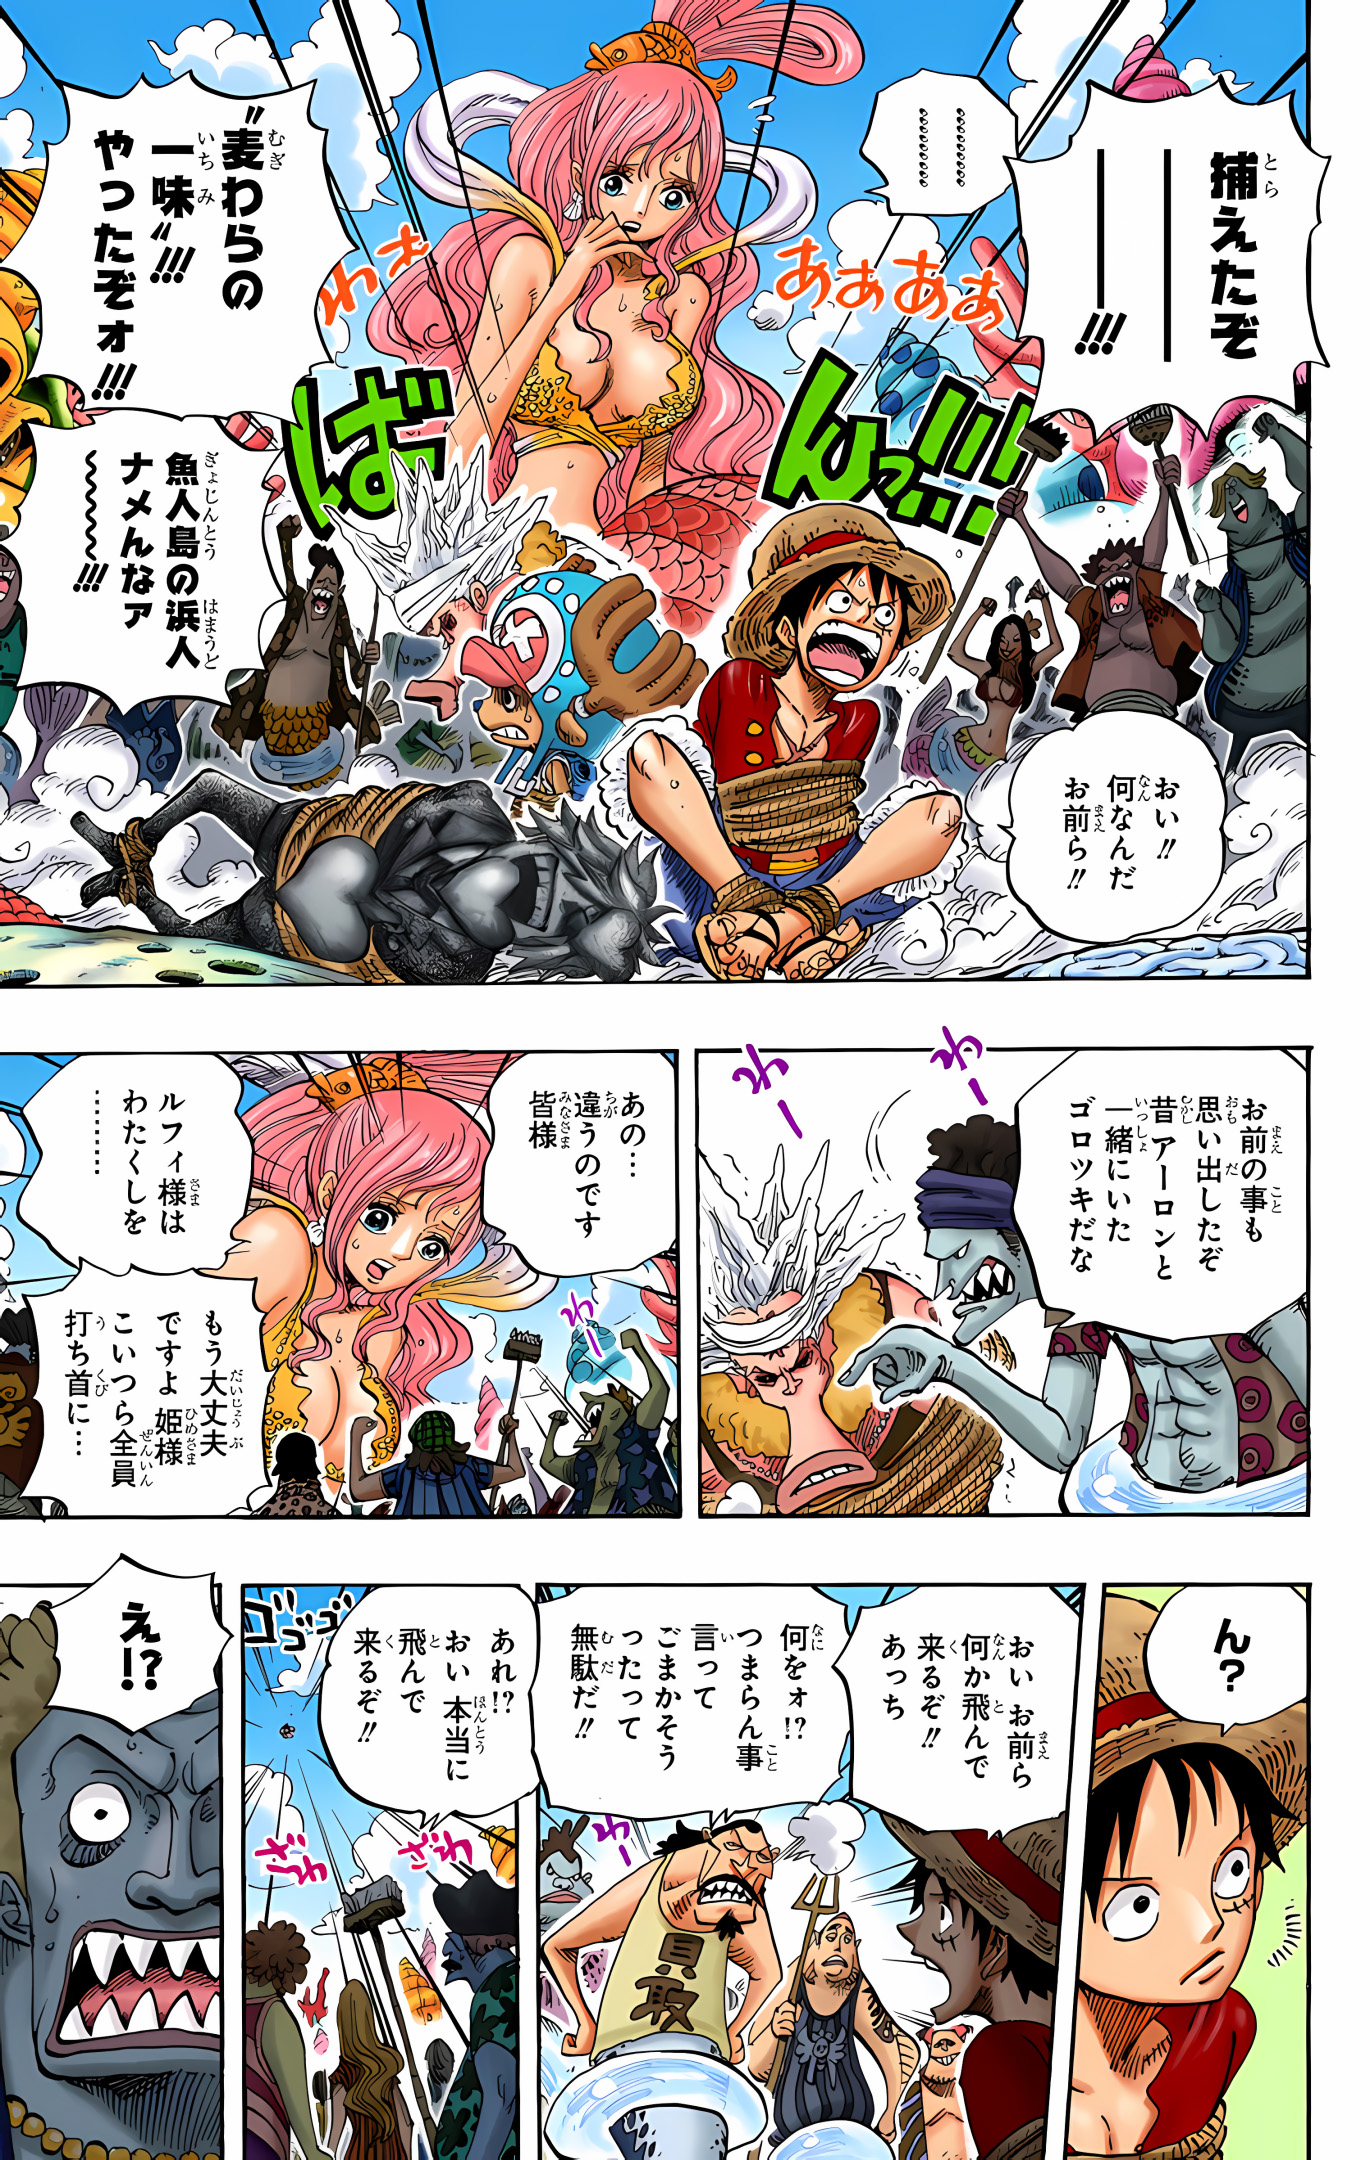 捕えたぞ
━━━━!!!
‥‥‥‥‥‥
‥‥‥‥‥‥
〝麦わらの
一味〟!!!
やったぞォ!!!
魚人島の浜人
ナメんなァ
〜〜〜〜!!!
わぁ
ああああ
ばんっ!!!
おい!!
何なんだ
お前ら!!
お前の事も
思い出したぞ
昔アーロンと
一緒にいた
ゴロツキだな
わー
わー
あの…
違うのです
皆様
ルフィ様は
わたくしを
………
もう大丈夫
ですよ 姫様
こいつら全員
打ち首に…
わー
ん?
おい お前ら
何か飛んで
来るぞ!!
あっち
何をォ!?
つまらん事
言って
ごまかそう
ったって
無駄だ!!
わー
貝取
あれ!?
おい 本当に
飛んで
来るぞ!!
ゴゴゴ
ざわ
ざわ
え!?